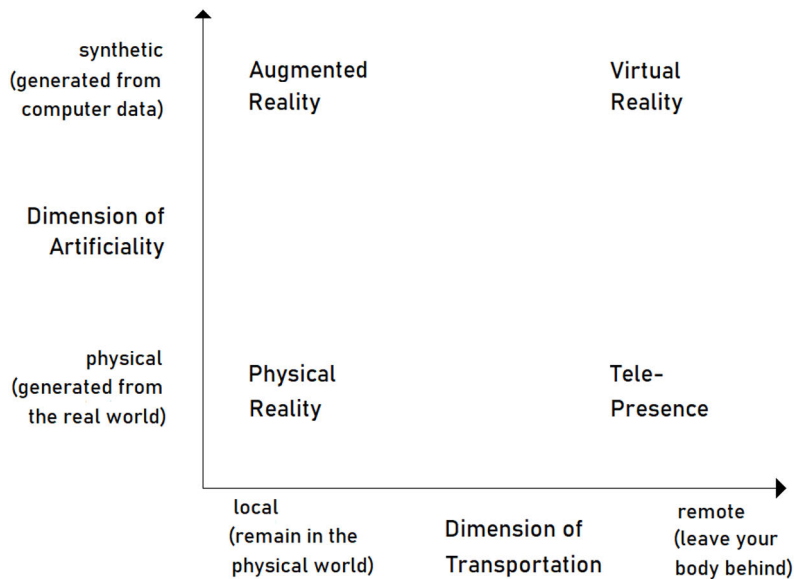 synthetic
(generated from
computer data)
Augmented
Reality
Virtual
Reality
Dimension of
Artificiality
physical
(generated from
the real world)
Physical
Reality
Tele-
Presence
local
(remain in the
physical world)
Dimension of
Transportation
remote
(leave your
body behind)